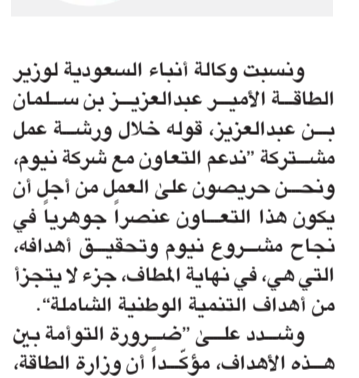 ونسبت وكالة أنباء السعودية لوزير
الطاقة الأمير عبدالعزيز بن سلمان
بن عبدالعزيز، قوله خلال ورشة عمل
مشتركة ”ندعم التعاون مع شركة نيوم،
ونحن حريصون على العمل من أجل أن
يكون هذا التعاون عنصراً جوهرياً في
نجاح مشروع نيوم وتحقيق أهدافه،
التي هي، في نهاية المطاف، جزء لا يتجزأ
من أهداف التنمية الوطنية الشاملة“.
وشدد على ”ضرورة التوأمة بين
هذه الأهداف، مؤكّداً أن وزارة الطاقة،